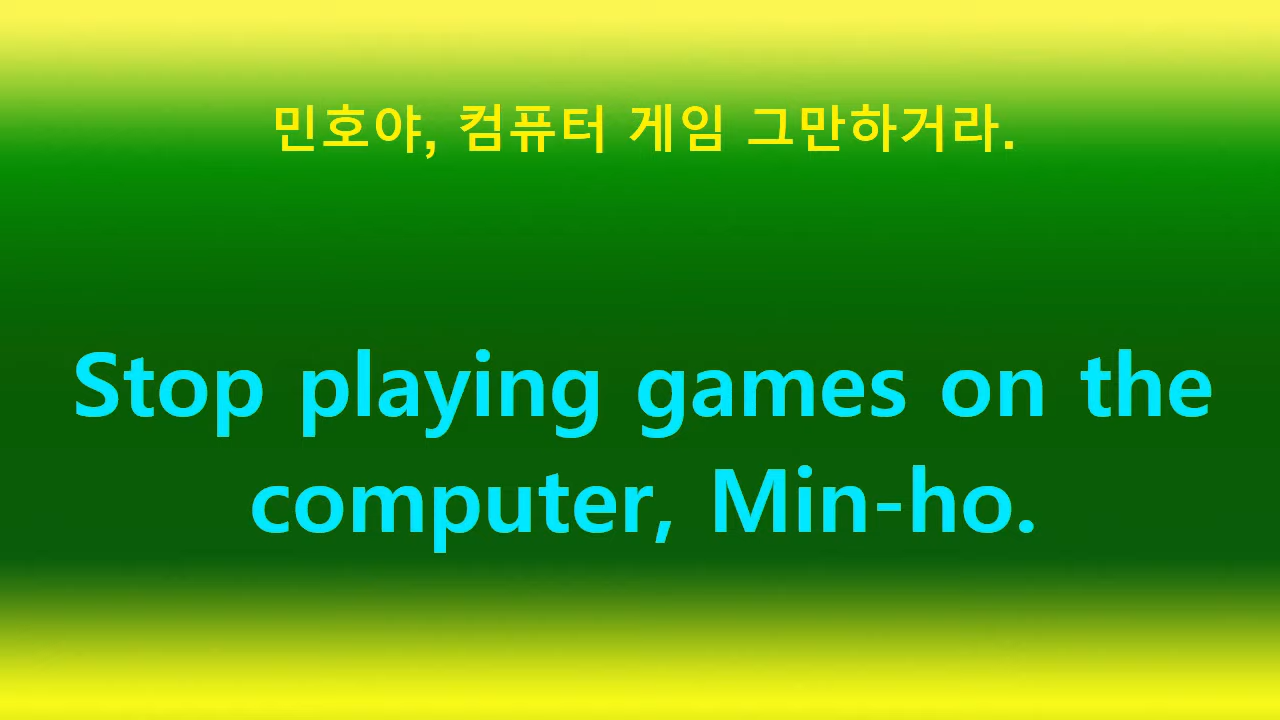 민호야, 컴퓨터 게임 그만하거라.
Stop playing games on the
computer, Min-ho.